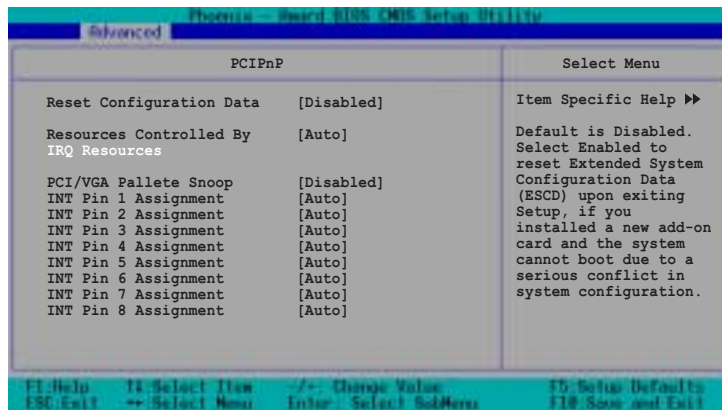 Phoenix - Award BIOS CMOS Setup Utility
Advanced
PCIPnP
Select Menu
Reset Configuration Data [Disabled]
Resources Controlled By [Auto]
IRQ Resources
PCI/VGA Pallete Snoop [Disabled]
INT Pin 1 Assignment [Auto]
INT Pin 2 Assignment [Auto]
INT Pin 3 Assignment [Auto]
INT Pin 4 Assignment [Auto]
INT Pin 5 Assignment [Auto]
INT Pin 6 Assignment [Auto]
INT Pin 7 Assignment [Auto]
INT Pin 8 Assignment [Auto]
Item Specific Help ▶▶
Default is Disabled.
Select Enabled to
reset Extended System
Configuration Data
(ESCD) upon exiting
Setup, if you
installed a new add-on
card and the system
cannot boot due to a
serious conflict in
system configuration.
F1:Help ↑↓:Select Item -/+: Change Value F5:Setup Defaults
ESC:Exit ↔:Select Menu Enter: Select SubMenu F10:Save and Exit